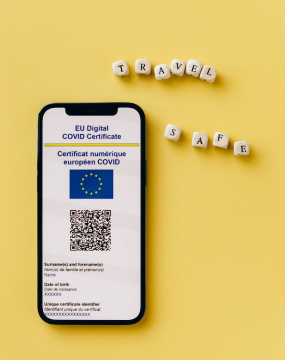 TRAVEL
SAFE
EU Digital
COVID Certificate
Certificat numérique
européen COVID
Surname(s) and forename(s)
Nom(s) de famille et prénom(s)
Name
Date of birth
Date de naissance
XXXXXX
Unique certificate identifier
Identifiant unique du certificat
XXXXXXXXXXXXXXXX